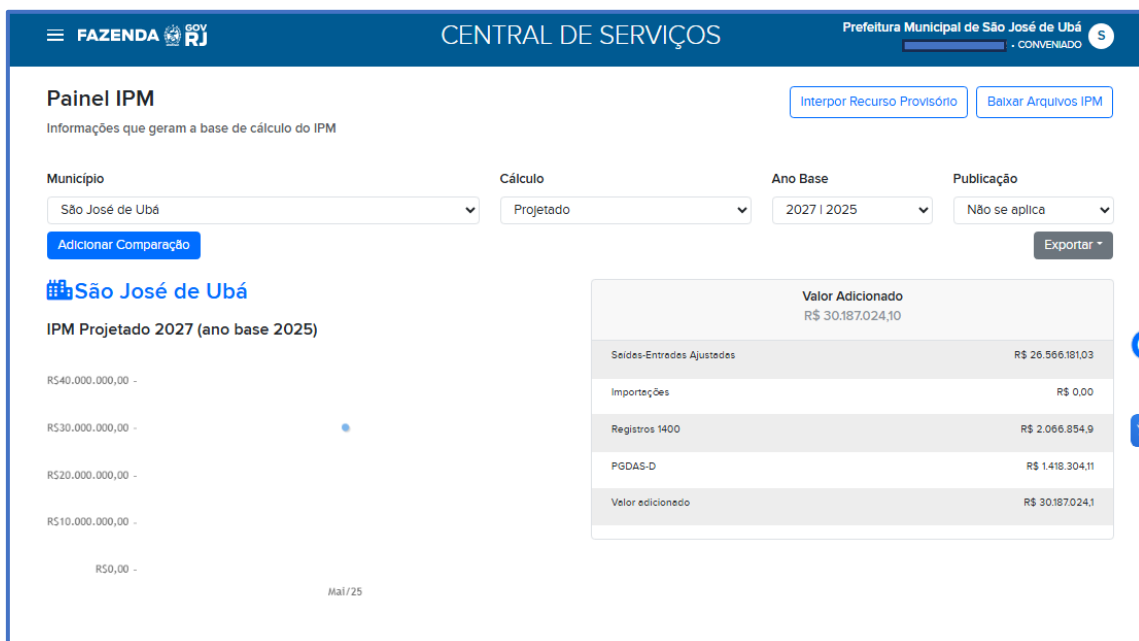 FAZENDA GOV RJ
CENTRAL DE SERVIÇOS
Prefeitura Municipal de São José de Ubá
- CONVENIADO
S
Painel IPM
Interpor Recurso Provisório
Baixar Arquivos IPM
Informações que geram a base de cálculo do IPM
Município
Cálculo
Ano Base
Publicação
São José de Ubá
Projetado
2027 | 2025
Não se aplica
Adicionar Comparação
Exportar
São José de Ubá
IPM Projetado 2027 (ano base 2025)
R$40.000.000,00
R$30.000.000,00
R$20.000.000,00
R$10.000.000,00
R$0,00
Mai/25
Valor Adicionado
R$ 30.187.024,10
Saídas-Entradas Ajustadas R$ 26.566.181,03
Importações R$ 0,00
Registros 1400 R$ 2.066.854,9
PGDAS-D R$ 1.418.304,11
Valor adicionado R$ 30.187.024,1